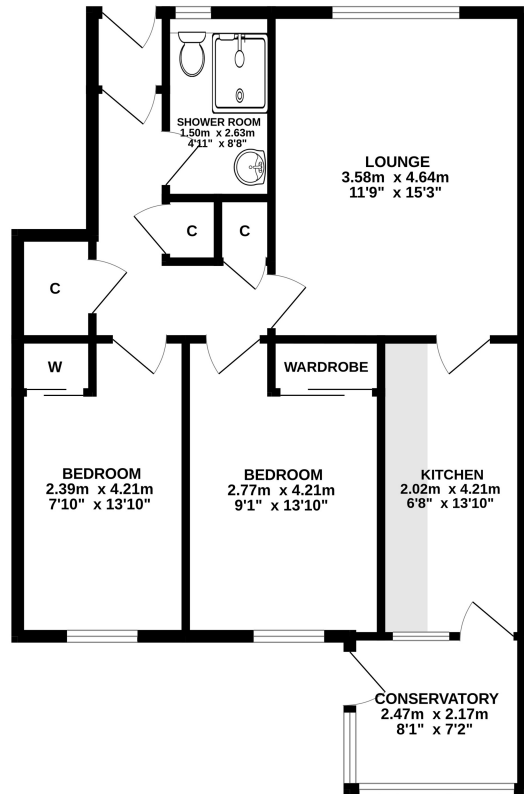 SHOWER ROOM
1.50m x 2.63m
4'11" x 8'8"
LOUNGE
3.58m x 4.64m
11'9" x 15'3"
C
C
C
W
WARDROBE
BEDROOM
2.39m x 4.21m
7'10" x 13'10"
BEDROOM
2.77m x 4.21m
9'1" x 13'10"
KITCHEN
2.02m x 4.21m
6'8" x 13'10"
CONSERVATORY
2.47m x 2.17m
8'1" x 7'2"